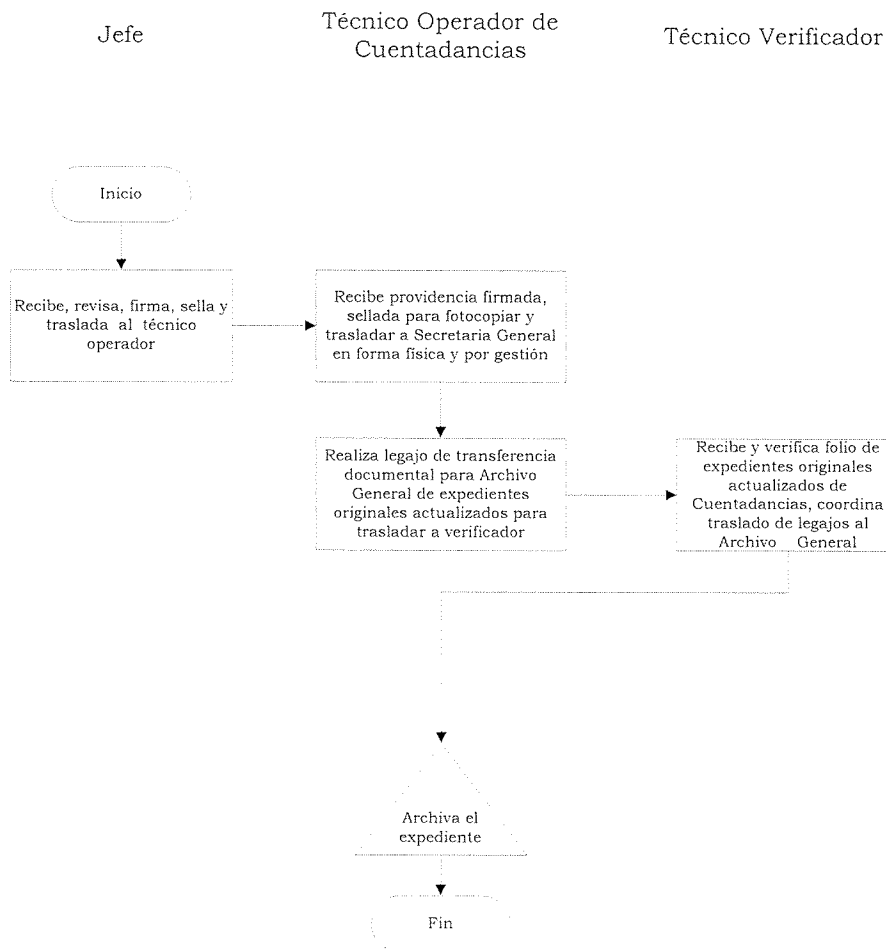 Jefe
Técnico Operador de
Cuentadancias
Técnico Verificador
Inicio
Recibe, revisa, firma, sella y
traslada al técnico
operador
Recibe providencia firmada,
sellada para fotocopiar y
trasladar a Secretaria General
en forma física y por gestión
Realiza legajo de transferencia
documental para Archivo
General de expedientes
originales actualizados para
trasladar a verificador
Recibe y verifica folio de
expedientes originales
actualizados de
Cuentadancias, coordina
traslado de legajos al
Archivo General
Archiva el
expediente
Fin